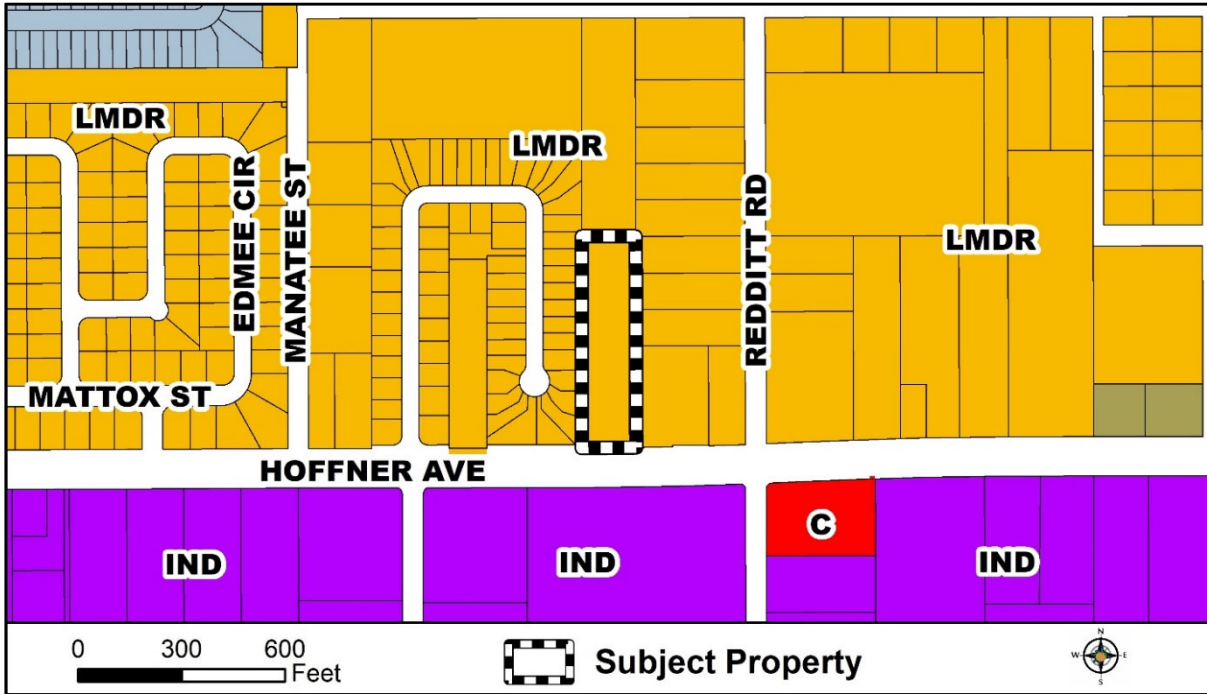 LMDR
EDMEE CIR
MANATEE ST
LMDR
REDDITT RD
LMDR
MATTOX ST
HOFFNER AVE
IND
IND
C
IND
0 300 600
Feet
Subject Property
N
W E
S